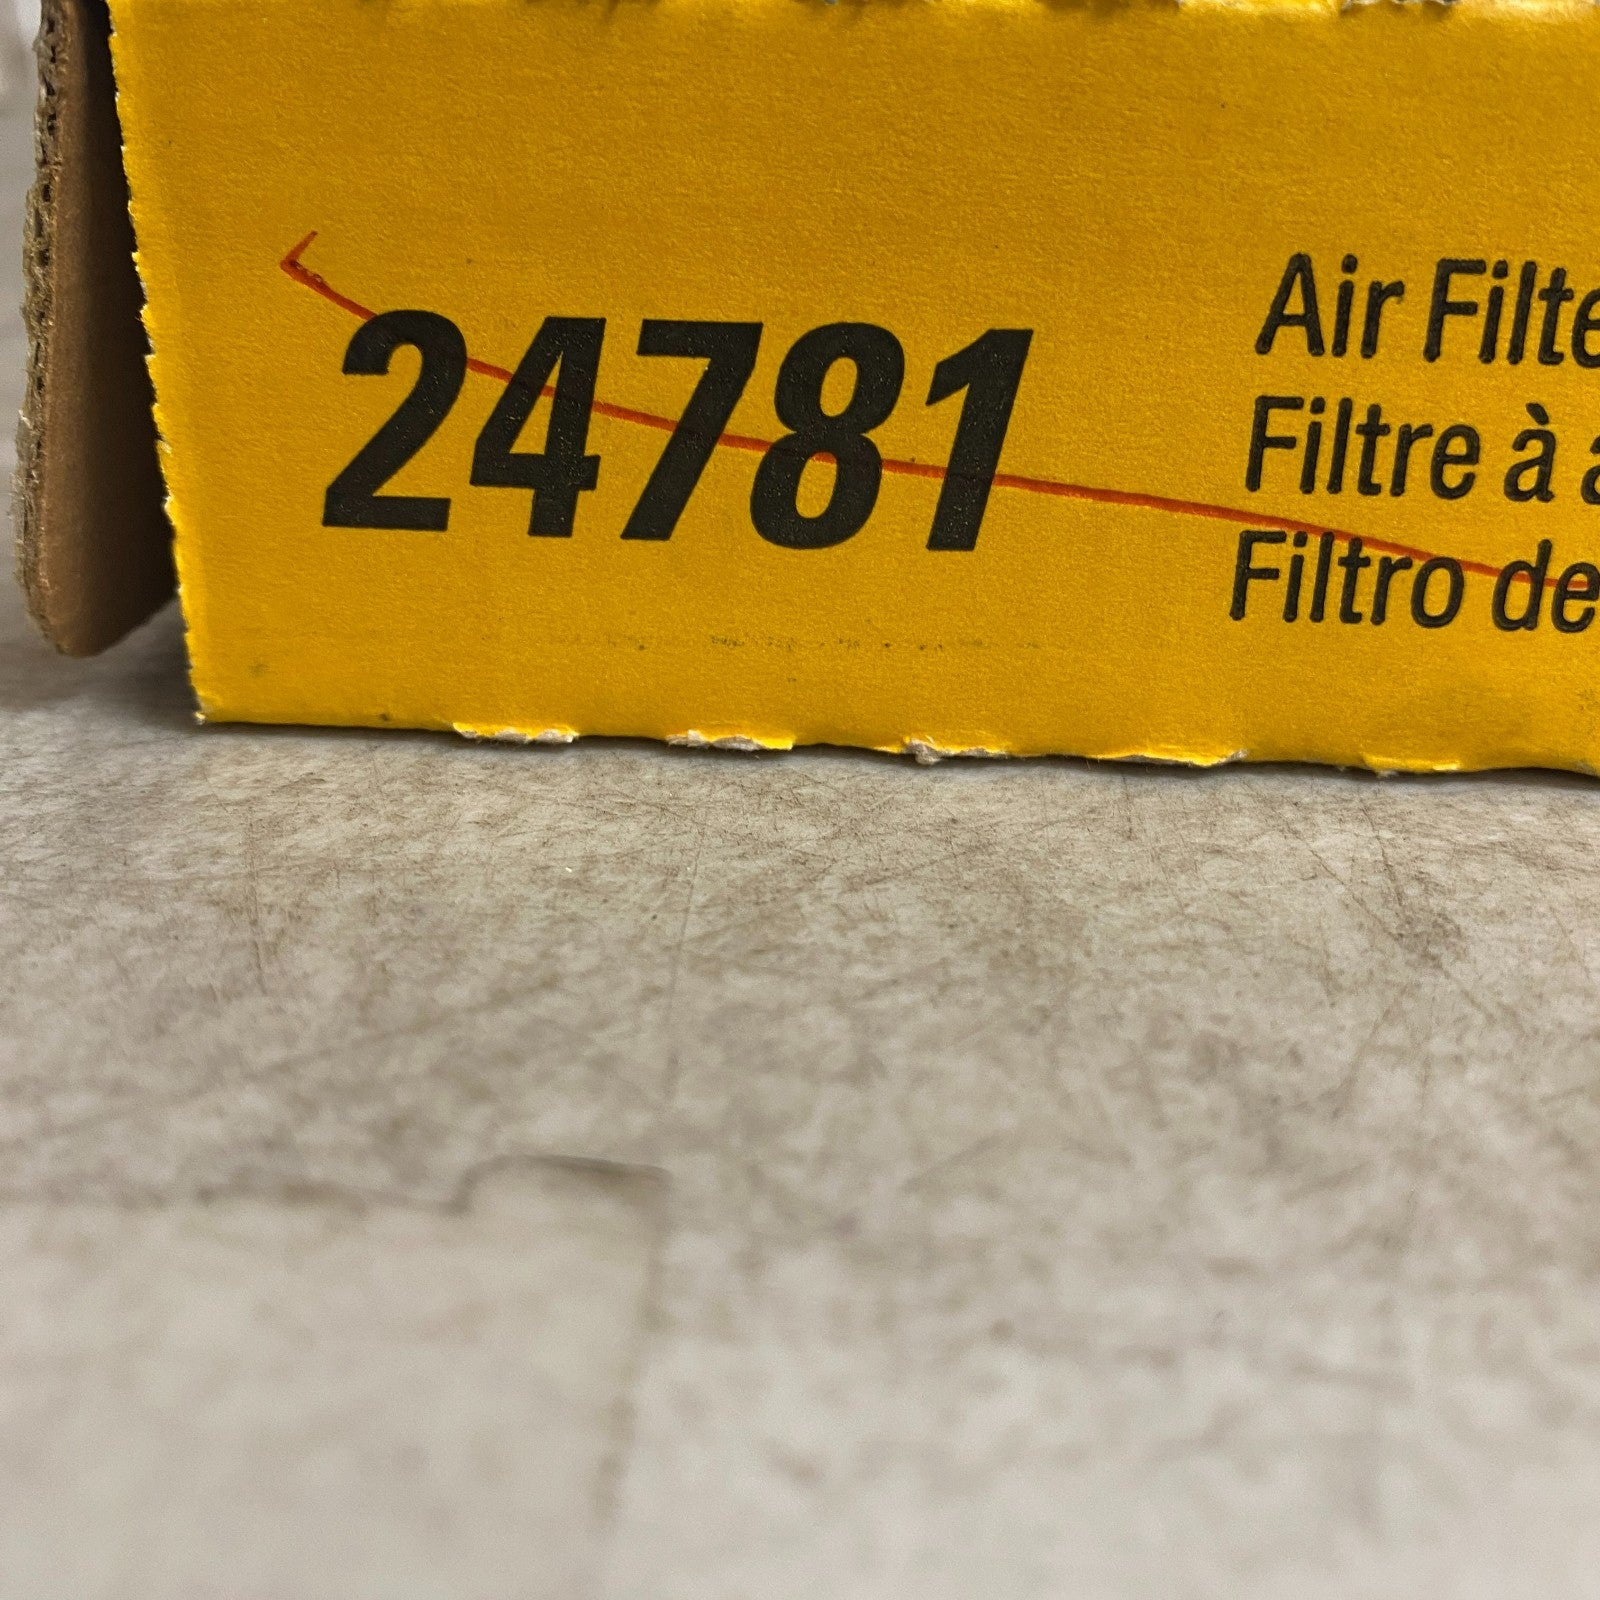 24781
Air Filte
Filtre à a
Filtro de